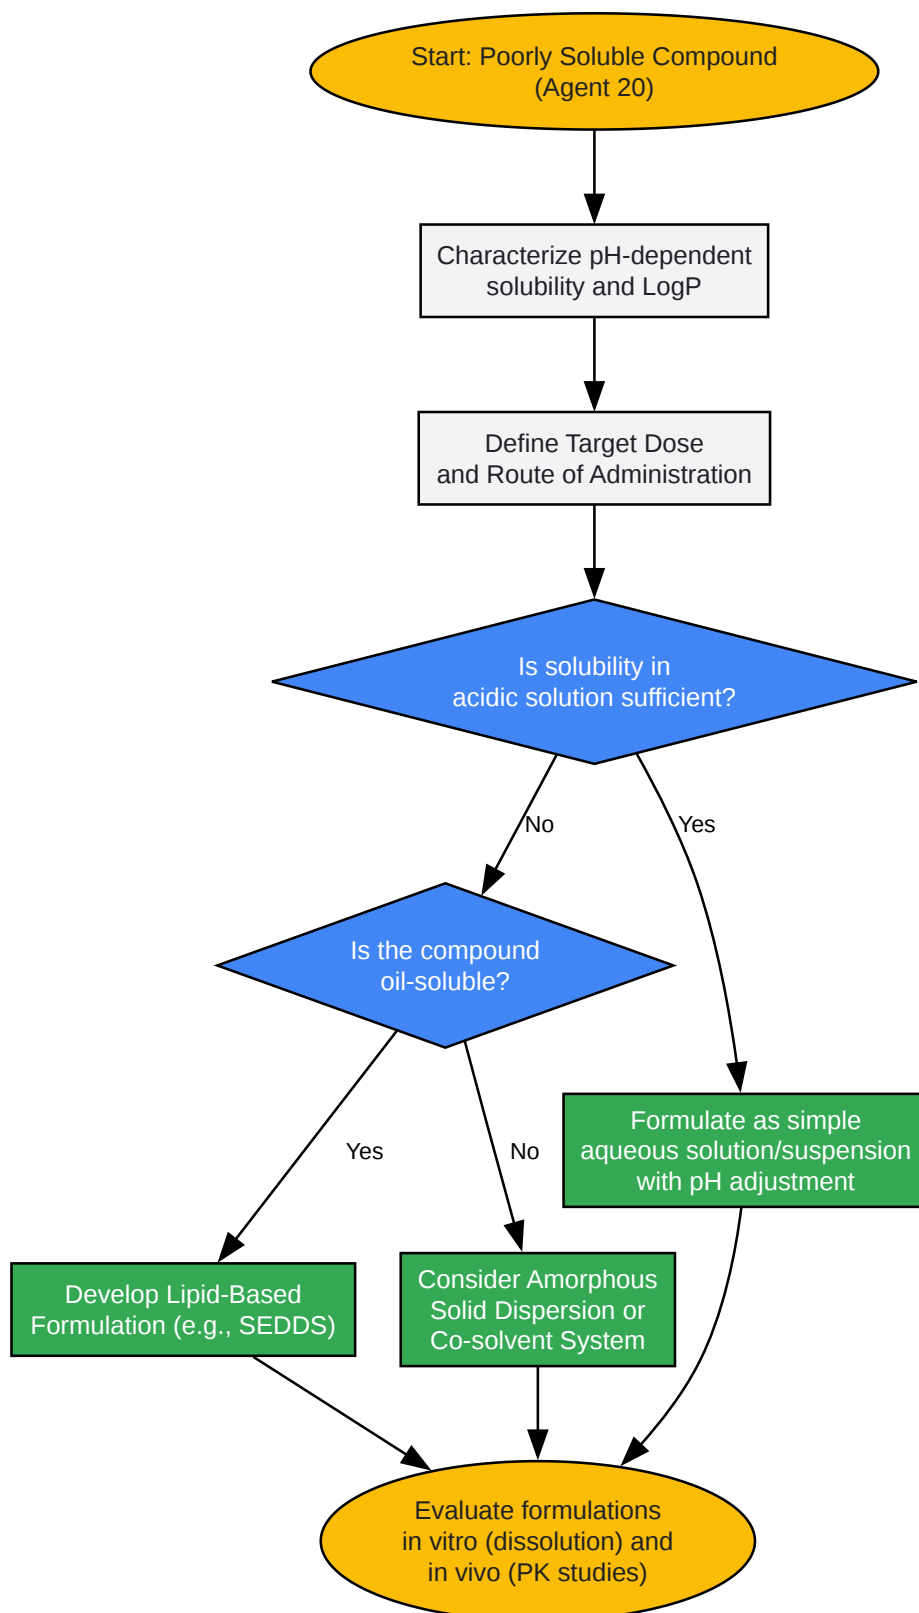 Start: Poorly Soluble Compound
(Agent 20)
Characterize pH-dependent
solubility and LogP
Define Target Dose
and Route of Administration
Is solubility in
acidic solution sufficient?
No
Yes
Is the compound
oil-soluble?
Formulate as simple
aqueous solution/suspension
with pH adjustment
Yes
No
Develop Lipid-Based
Formulation (e.g., SEDDS)
Consider Amorphous
Solid Dispersion or
Co-solvent System
Evaluate formulations
in vitro (dissolution) and
in vivo (PK studies)